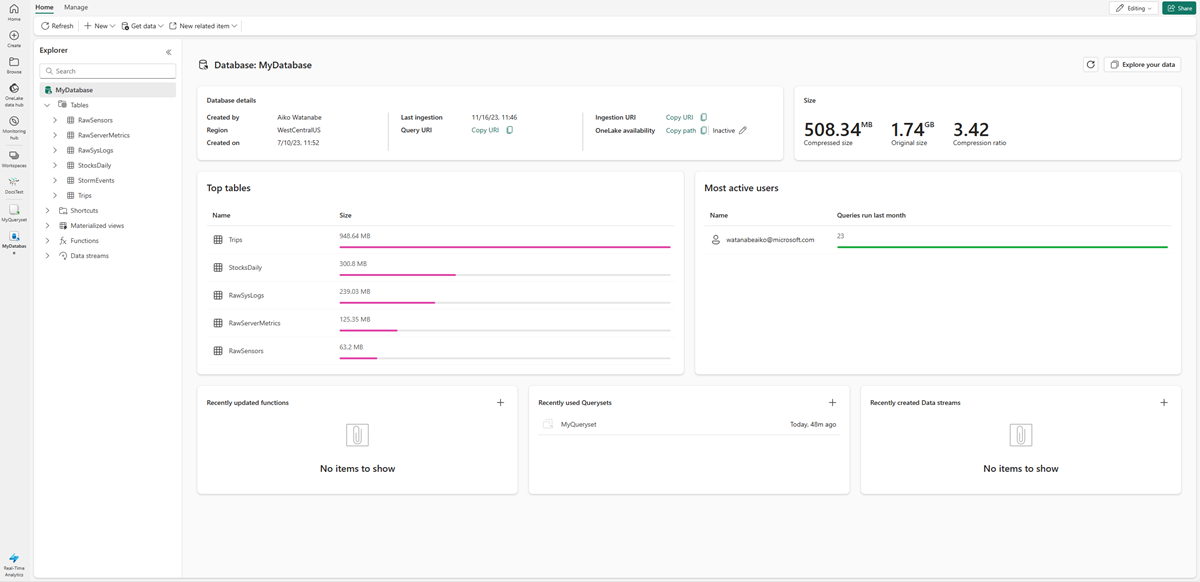 Home
Manage
Editing
Share
Refresh
New
Get data
New related item
Home
Create
Browse
OneLake
data hub
Monitoring
hub
Workspaces
DocsTest
MyQueryset
MyDatabas
e
Real-Time
Analytics
Explorer
Search
MyDatabase
Tables
RawSensors
RawServerMetrics
RawSysLogs
StocksDaily
StormEvents
Trips
Shortcuts
Materialized views
Functions
Data streams
Database: MyDatabase
Explore your data
Database details
Created by Aiko Watanabe
Region WestCentralUS
Created on 7/10/23, 11:52
Last ingestion 11/16/23, 11:46
Query URI Copy URI
Ingestion URI Copy URI
OneLake availability Copy path Inactive
Size
508.34 MB 1.74 GB 3.42
Compressed size Original size Compression ratio
Top tables
Name Size
Trips 948.64 MB
StocksDaily 300.8 MB
RawSysLogs 239.03 MB
RawServerMetrics 125.35 MB
RawSensors 63.2 MB
Most active users
Name Queries run last month
watanabeaiko@microsoft.com 23
Recently updated functions
No items to show
Recently used Querysets
MyQueryset Today, 48m ago
Recently created Data streams
No items to show